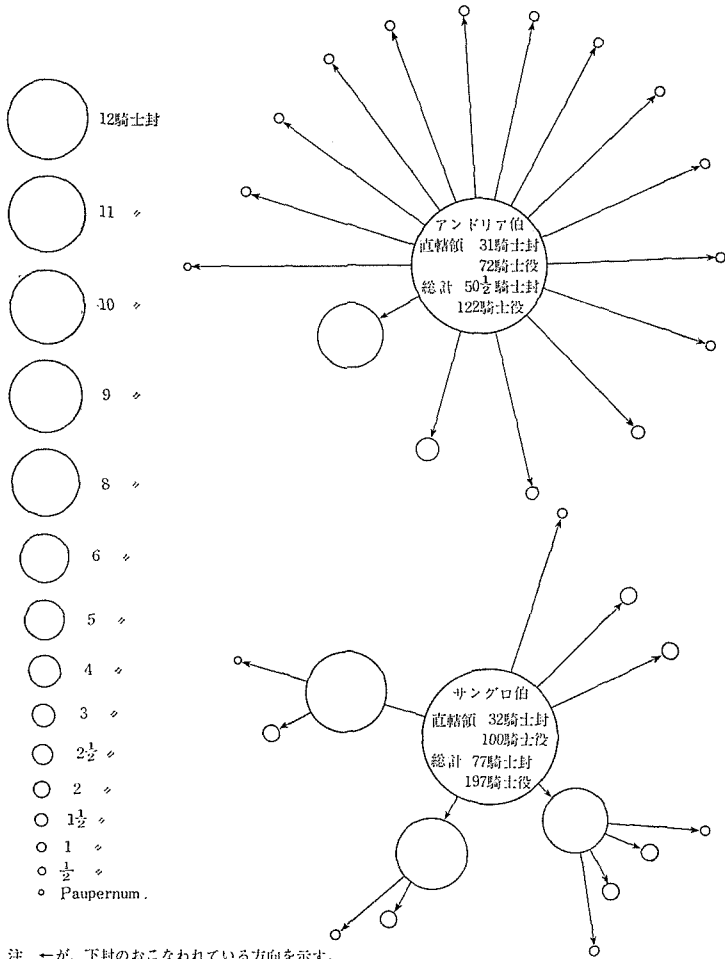 12騎士封
11 〃
10 〃
9 〃
8 〃
6 〃
5 〃
4 〃
3 〃
2½ 〃
2 〃
1½ 〃
1 〃
½ 〃
Paupernum.
アンドリア伯
直轄領 31騎士封
72騎士役
総計 50½騎士封
122騎士役
サングロ伯
直轄領 32騎士封
100騎士役
総計 77騎士封
197騎士役
注 ←が、下封のおこなわれている方向を示す。